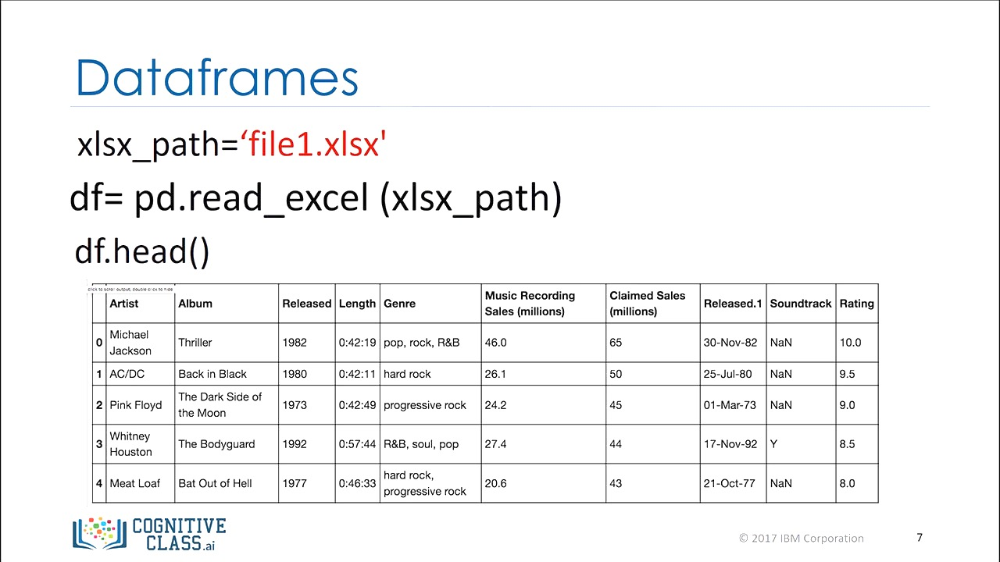 Dataframes
xlsx_path=‘file1.xlsx'
df= pd.read_excel (xlsx_path)
df.head()
click to scroll output; double click to hide
Artist Album Released Length Genre Music Recording Sales (millions) Claimed Sales (millions) Released.1 Soundtrack Rating
0 Michael Jackson Thriller 1982 0:42:19 pop, rock, R&B 46.0 65 30-Nov-82 NaN 10.0
1 AC/DC Back in Black 1980 0:42:11 hard rock 26.1 50 25-Jul-80 NaN 9.5
2 Pink Floyd The Dark Side of the Moon 1973 0:42:49 progressive rock 24.2 45 01-Mar-73 NaN 9.0
3 Whitney Houston The Bodyguard 1992 0:57:44 R&B, soul, pop 27.4 44 17-Nov-92 Y 8.5
4 Meat Loaf Bat Out of Hell 1977 0:46:33 hard rock, progressive rock 20.6 43 21-Oct-77 NaN 8.0
COGNITIVE
CLASS.ai
© 2017 IBM Corporation 7